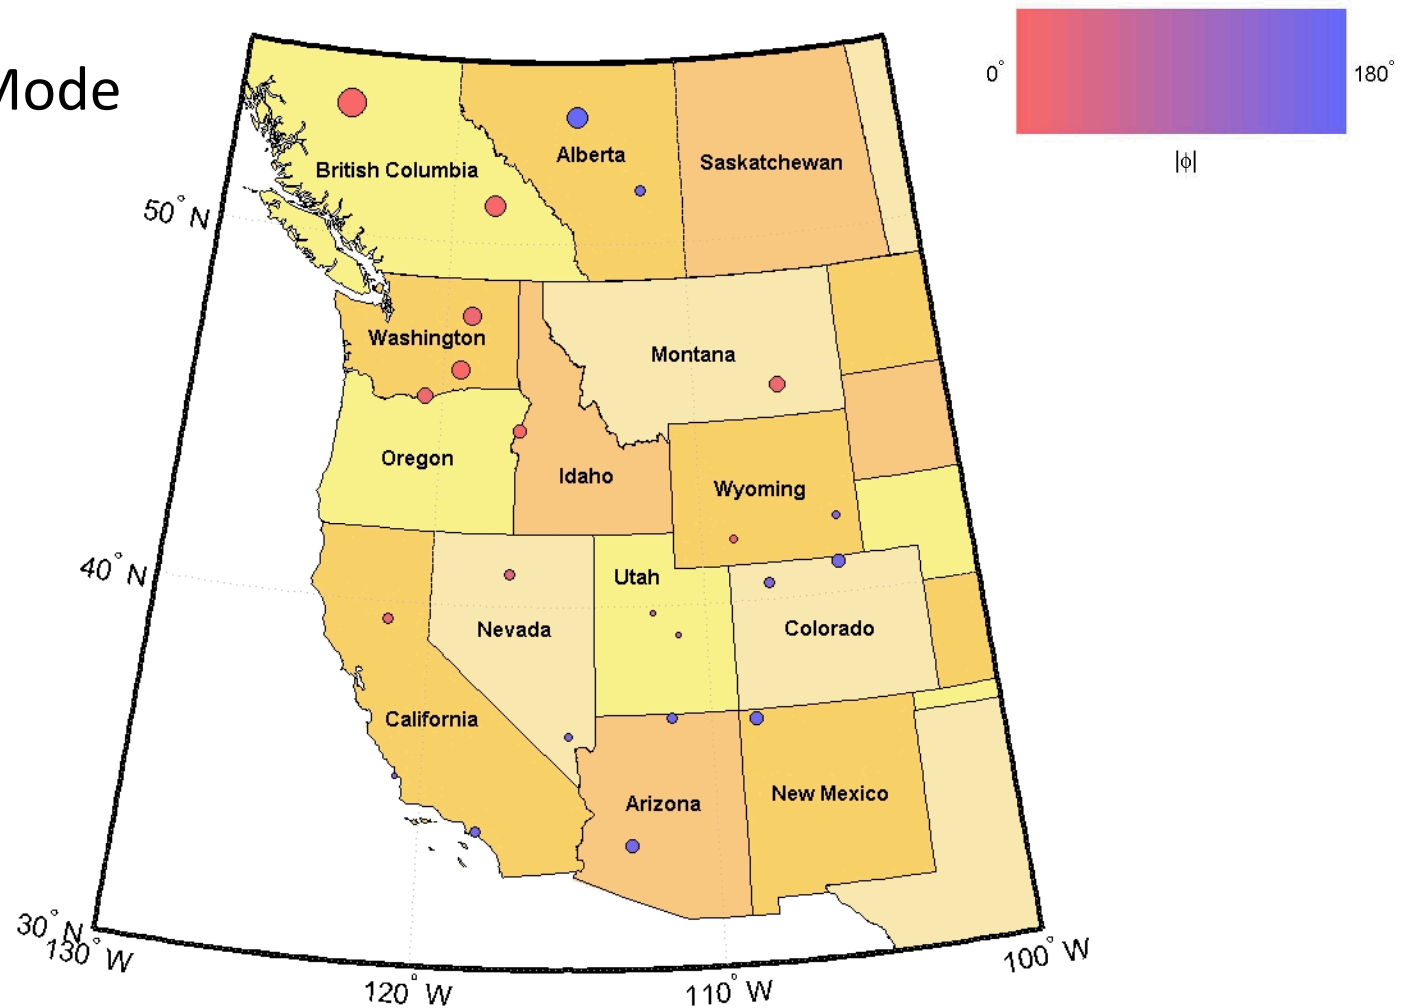 Mode
0°
180°
|ϕ|
British Columbia
Alberta
Saskatchewan
50° N
Washington
Montana
Oregon
Idaho
Wyoming
40° N
Utah
Nevada
Colorado
California
Arizona
New Mexico
30° N
130° W
120° W
110° W
100° W